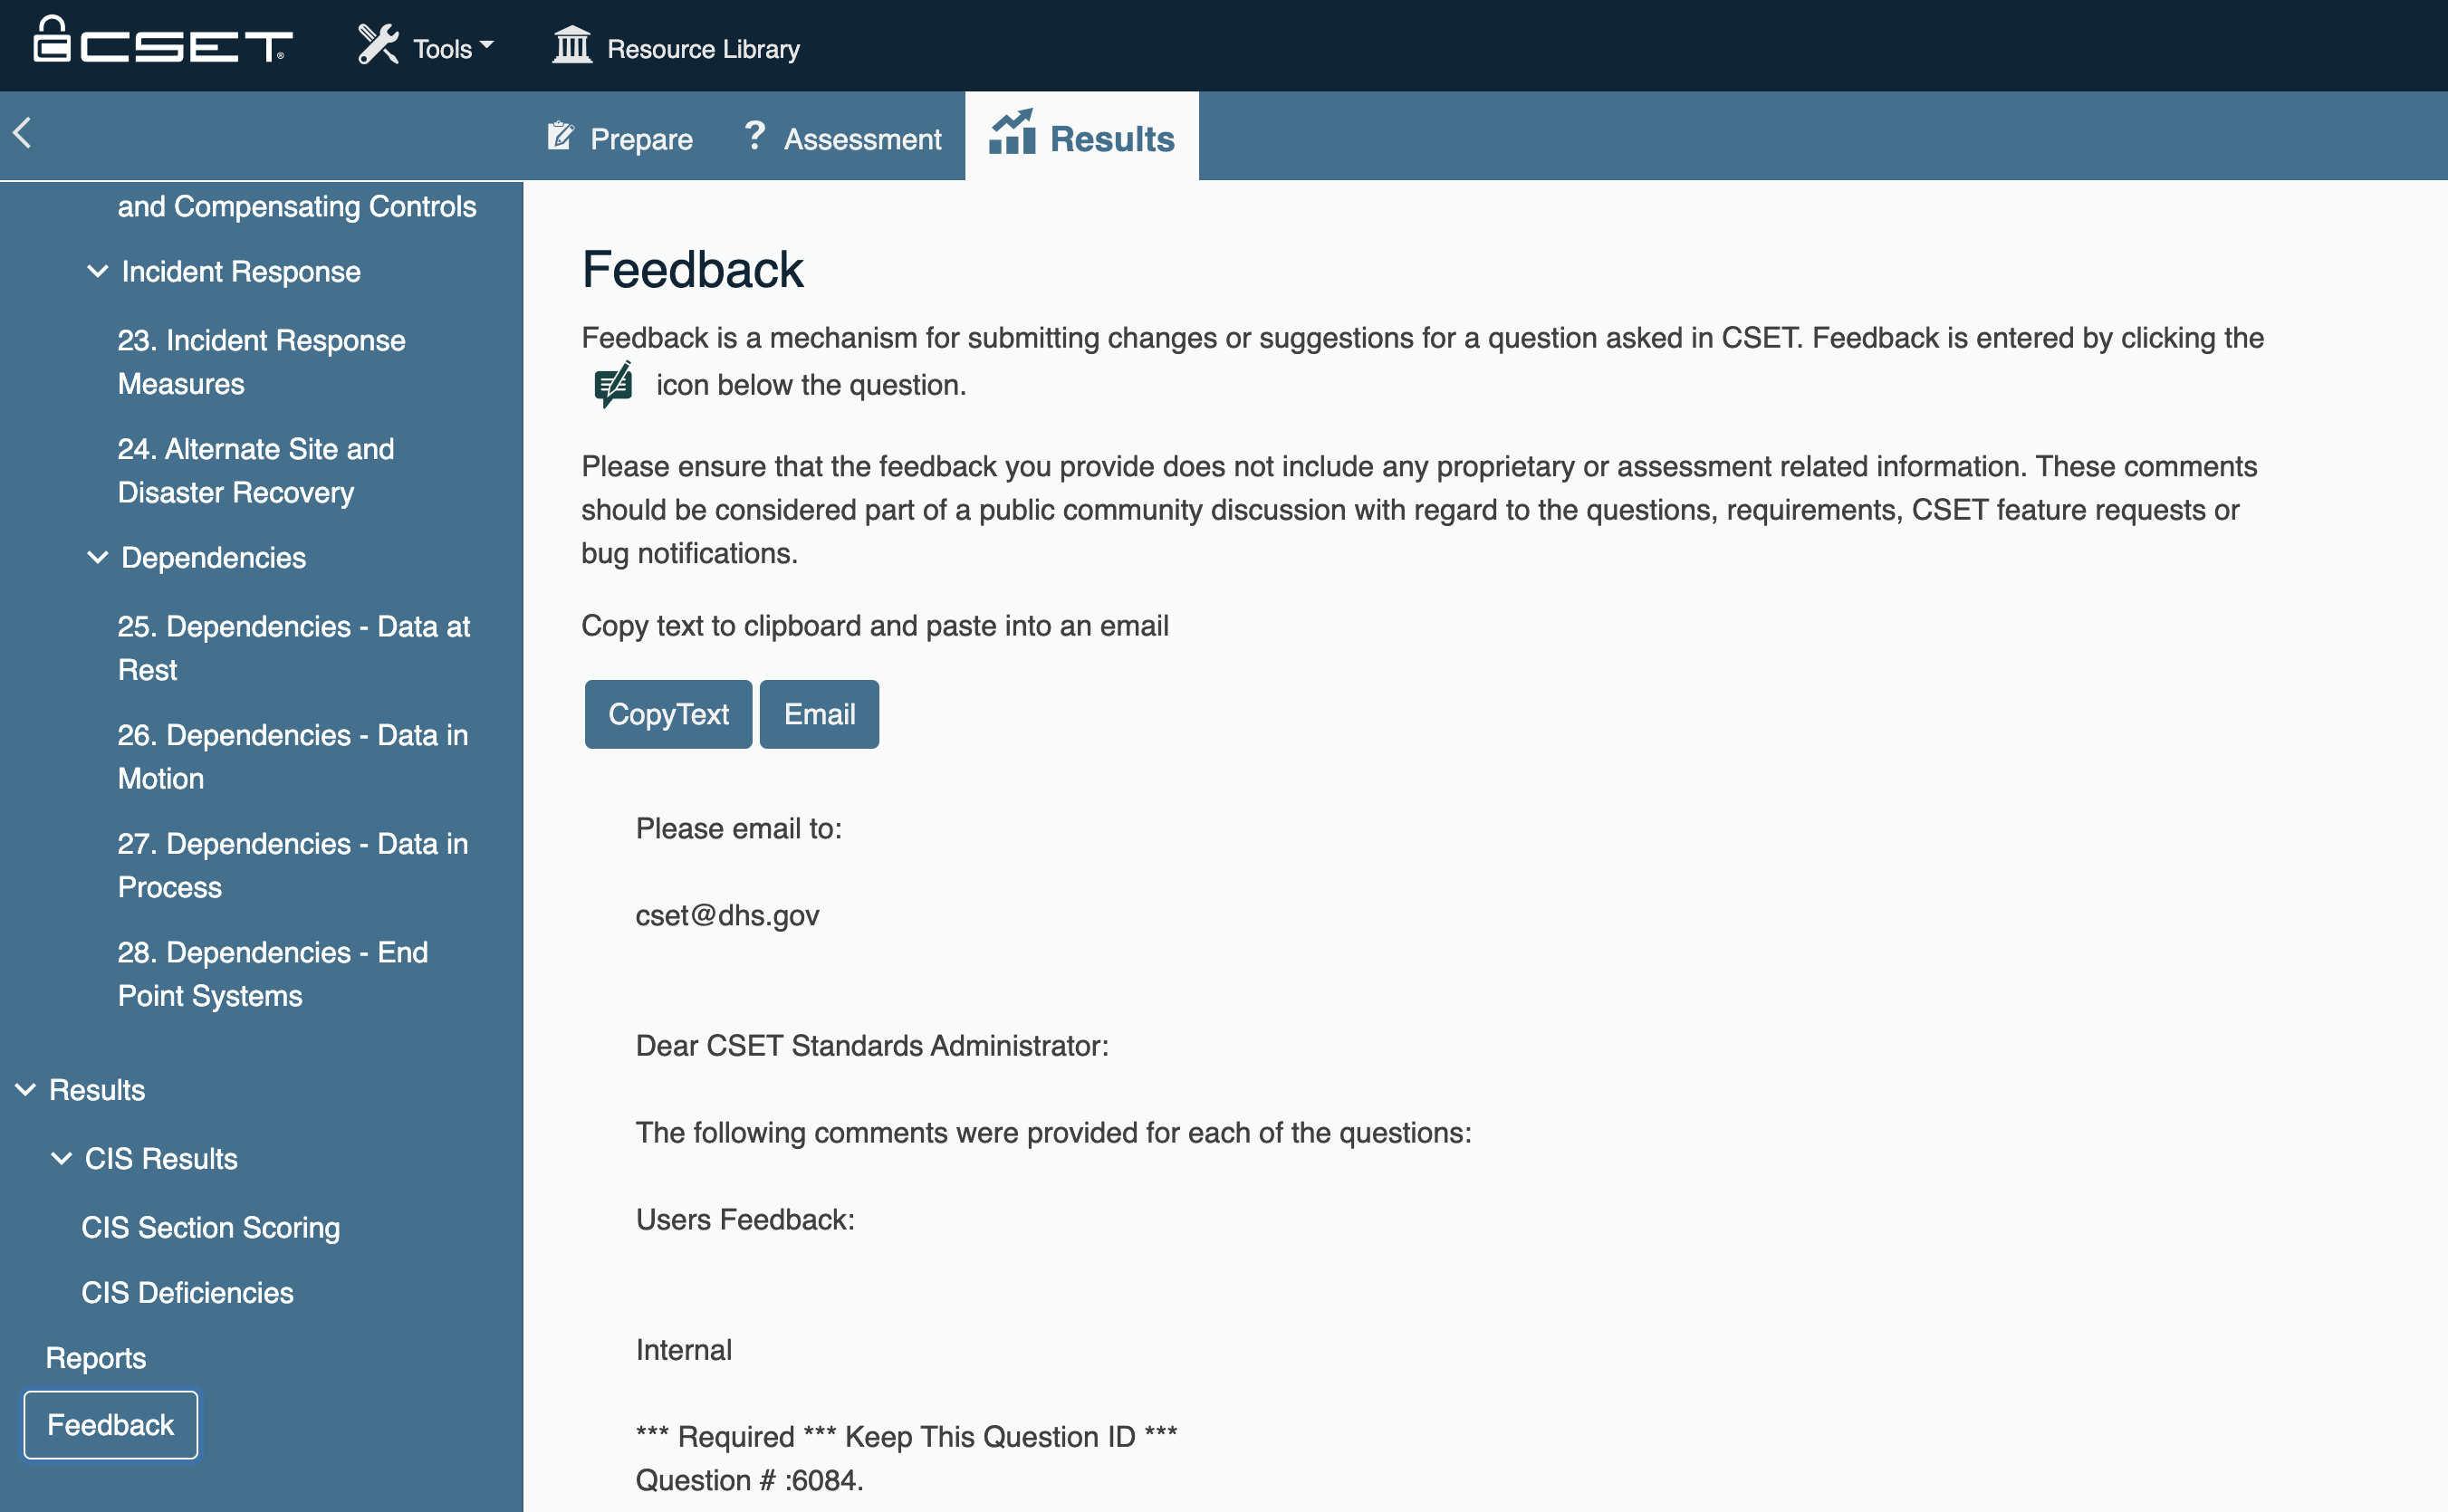 CSET®
Tools
Resource Library
Prepare
? Assessment
Results
and Compensating Controls
Incident Response
23. Incident Response
Measures
24. Alternate Site and
Disaster Recovery
Dependencies
25. Dependencies - Data at
Rest
26. Dependencies - Data in
Motion
27. Dependencies - Data in
Process
28. Dependencies - End
Point Systems
Results
CIS Results
CIS Section Scoring
CIS Deficiencies
Reports
Feedback
Feedback
Feedback is a mechanism for submitting changes or suggestions for a question asked in CSET. Feedback is entered by clicking the
icon below the question.
Please ensure that the feedback you provide does not include any proprietary or assessment related information. These comments
should be considered part of a public community discussion with regard to the questions, requirements, CSET feature requests or
bug notifications.
Copy text to clipboard and paste into an email
CopyText
Email
Please email to:
cset@dhs.gov
Dear CSET Standards Administrator:
The following comments were provided for each of the questions:
Users Feedback:
Internal
*** Required *** Keep This Question ID ***
Question # :6084.